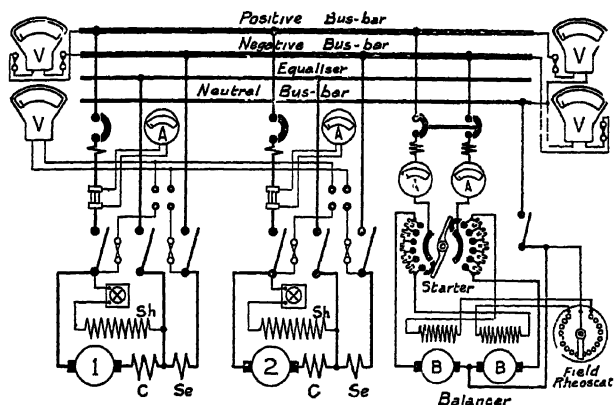 Positive Bus-bar
V
V
Negative Bus-bar
Equaliser
V
Neutral Bus-bar
V
A
A
A
A
Starter
Sh
Sh
1
C
Se
2
C
Se
B
B
Balancer
Field
Rheostat